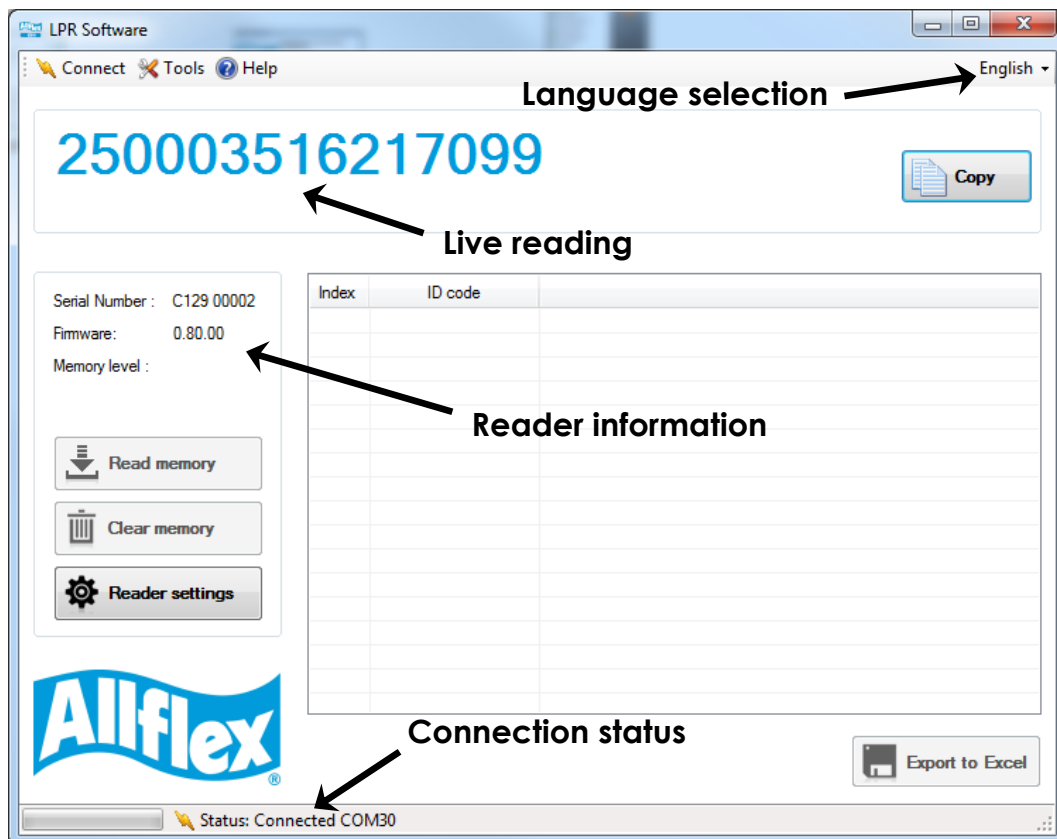 Allflex LPR Software
Connect Tools Help English
Language selection
250003516217099
Copy
Live reading
Serial Number : C129 00002
Firmware: 0.80.00
Memory level :
Index ID code
Reader information
Read memory
Clear memory
Reader settings
Allflex ®
Connection status
Export to Excel
Status: Connected COM30